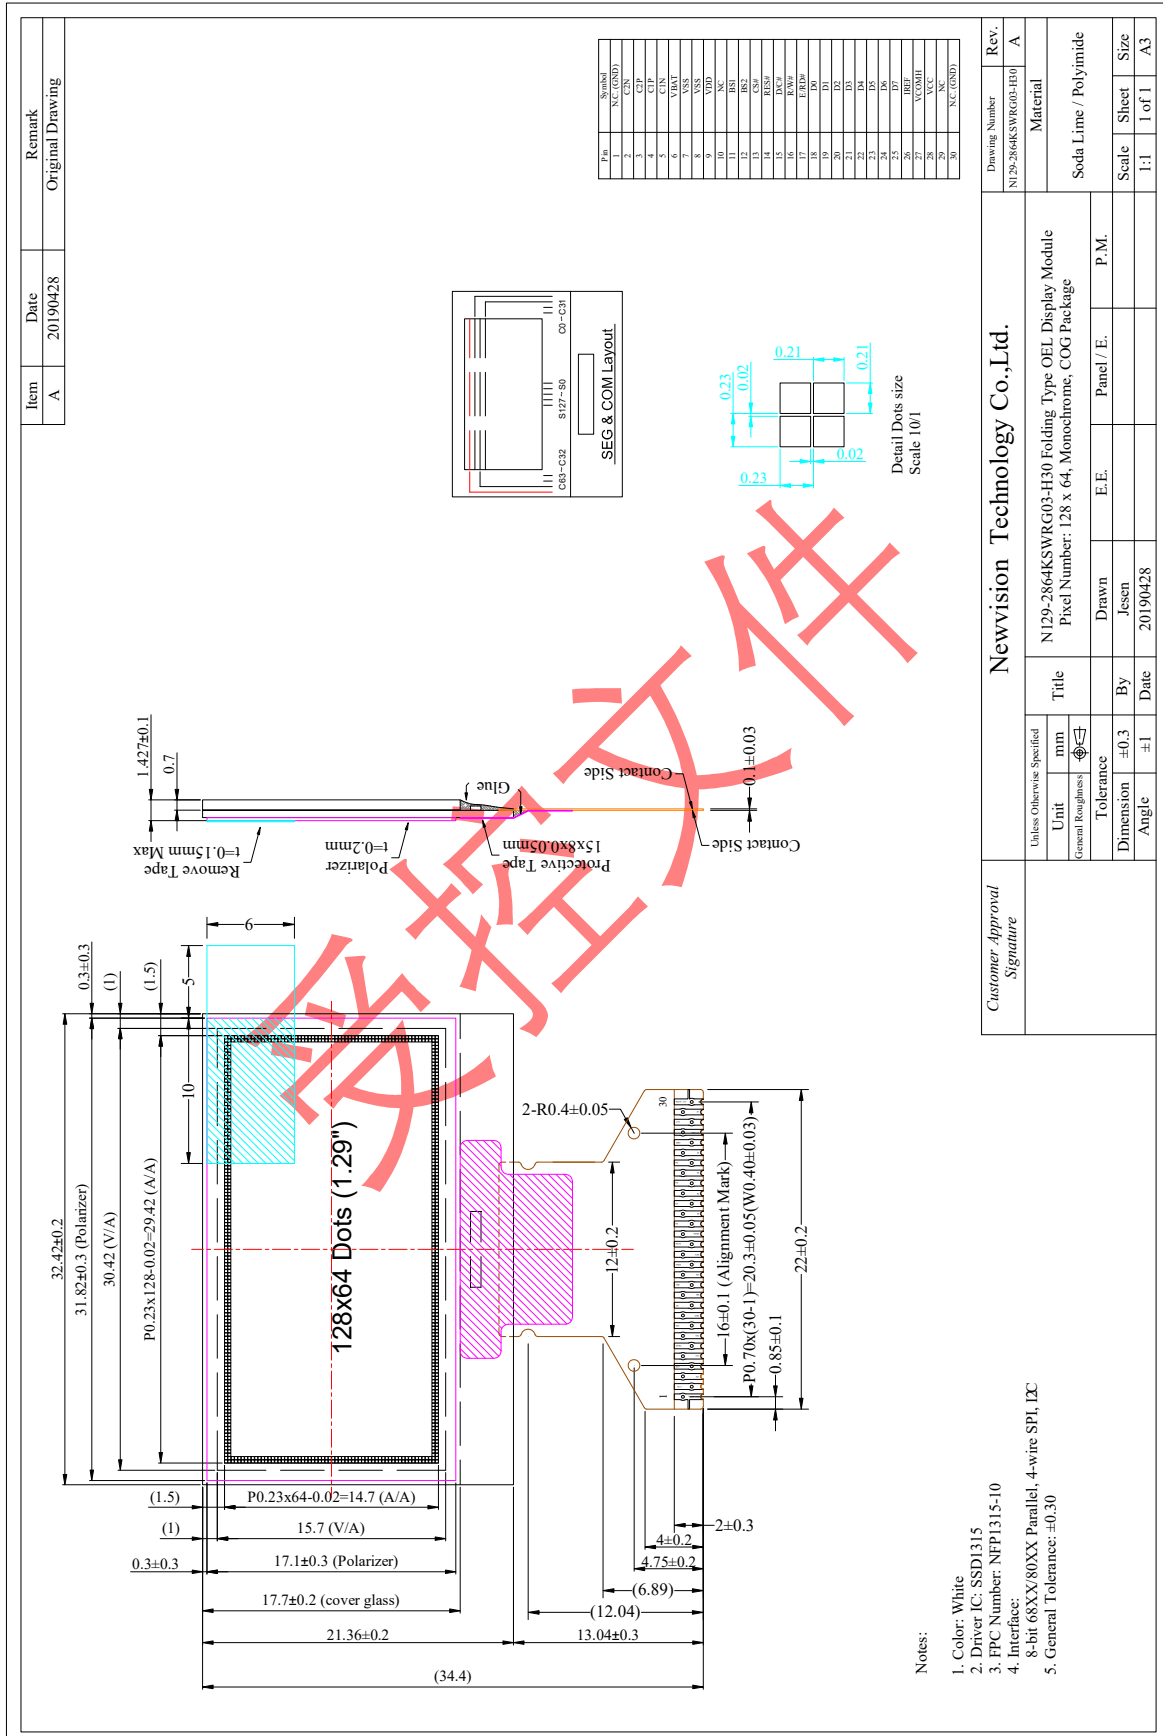 Item Date Remark
A 20190428 Original Drawing
32.42±0.2
31.82±0.3 (Polarizer)
30.42 (V/A)
P0.23x128-0.02=29.42 (A/A)
0.3±0.3
(1)
(1.5)
5
10
6
128x64 Dots (1.29")
(1.5)
P0.23x64-0.02=14.7 (A/A)
(1)
15.7 (V/A)
0.3±0.3
17.1±0.3 (Polarizer)
17.7±0.2 (cover glass)
21.36±0.2
13.04±0.3
(34.4)
2±0.3
4±0.2
4.75±0.2
(6.89)
(12.04)
2-R0.4±0.05
12±0.2
16±0.1 (Alignment Mark)
P0.70x(30-1)=20.3±0.05(W0.40±0.03)
0.85±0.1
22±0.2
1
30
1.427±0.1
0.7
Remove Tape
t=0.15mm Max
Polarizer
t=0.2mm
Protective Tape
15x8x0.05mm
Glue
Contact Side
Contact Side
0.1±0.03
C63-C32 S127-S0 C0-C31
SEG & COM Layout
0.23
0.02
0.21
0.21
0.23
0.02
Detail Dots size
Scale 10/1
Pin Symbol
1 N.C. (GND)
2 C2N
3 C2P
4 C1P
5 C1N
6 VBAT
7 VSS
8 VSS
9 VDD
10 NC
11 BS1
12 BS2
13 CS#
14 RES#
15 D/C#
16 R/W#
17 E/RD#
18 D0
19 D1
20 D2
21 D3
22 D4
23 D5
24 D6
25 D7
26 IREF
27 VCOMH
28 VCC
29 NC
30 N.C. (GND)
受控文件
Notes:
1. Color: White
2. Driver IC: SSD1315
3. FPC Number: NFP1315-10
4. Interface:
8-bit 68XX/80XX Parallel, 4-wire SPI, I2C
5. General Tolerance: ±0.30
Customer Approval
Signature
Newvision Technology Co.,Ltd.
Drawing Number Rev.
N129-2864KSWRG03-H30 A
Unless Otherwise Specified
Unit mm
General Roughness
Tolerance
Dimension ±0.3
Angle ±1
Title
N129-2864KSWRG03-H30 Folding Type OEL Display Module
Pixel Number: 128 x 64, Monochrome, COG Package
Material
Soda Lime / Polyimide
By Drawn E.E. Panel / E. P.M.
Jesen
Date 20190428
Scale Sheet Size
1:1 1 of 1 A3